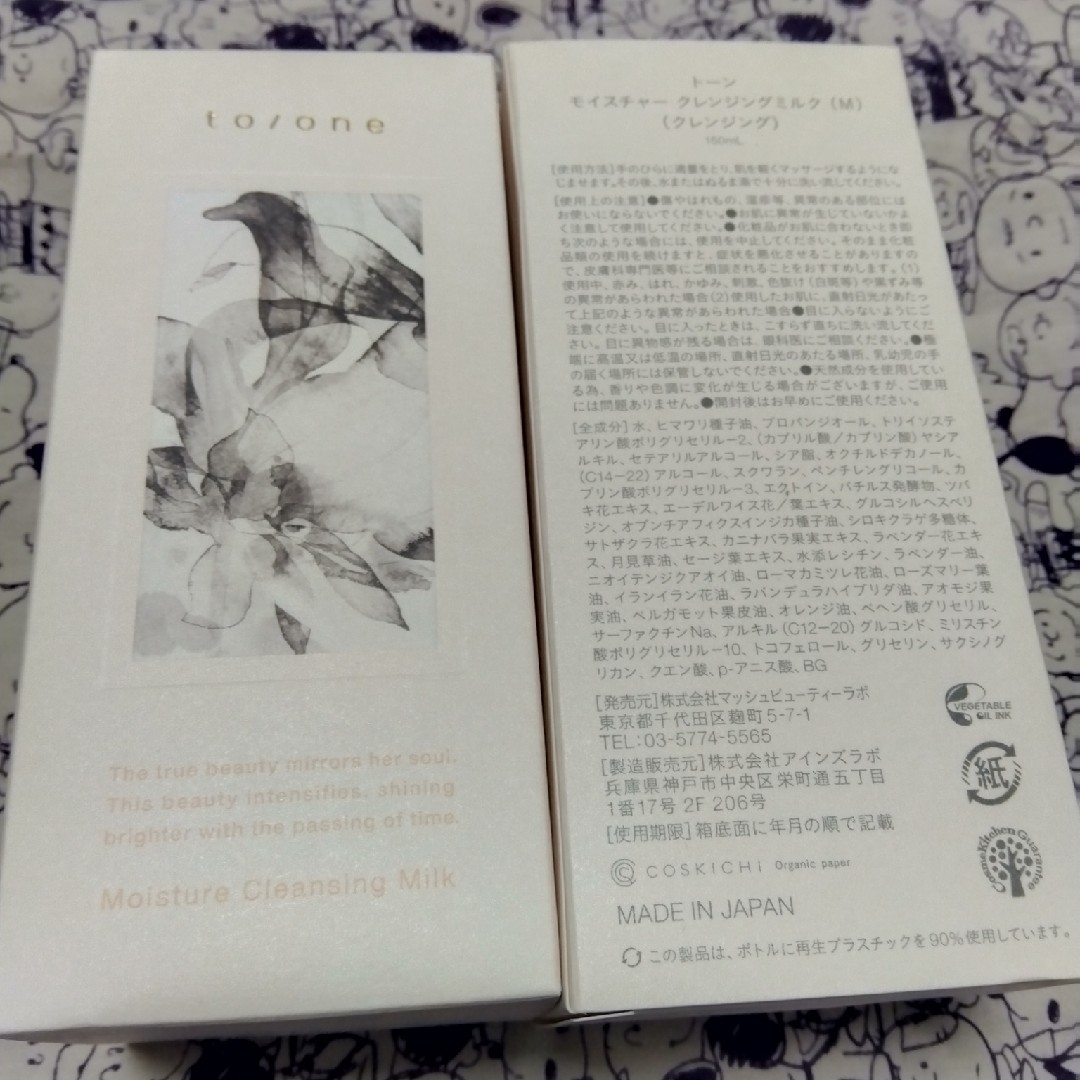 to/one
The true beauty mirrors her soul.
This beauty intensifies, shining
brighter with the passing of time.
Moisture Cleansing Milk
トーン
モイスチャー クレンジングミルク (M)
(クレンジング)
150mL
[使用方法]手のひらに適量をとり、肌を軽くマッサージするようにな
じませます。その後、水またはぬるま湯で十分に洗い流してください。
[使用上の注意]●傷やはれもの、湿疹等、異常のある部位には
お使いにならないでください。●お肌に異常が生じていないかよ
く注意して使用してください。●化粧品がお肌に合わないとき即
ち次のような場合には、使用を中止してください。そのまま化粧
品類の使用を続けますと、症状を悪化させることがありますの
で、皮膚科専門医等にご相談されることをおすすめします。(1)
使用中、赤み、はれ、かゆみ、刺激、色抜け(白斑等)や黒ずみ等
の異常があらわれた場合(2)使用したお肌に、直射日光があたっ
て上記のような異常があらわれた場合●目に入らないようにご
注意ください。目に入ったときは、こすらず直ちに洗い流してくだ
さい。目に異物感が残る場合は、眼科医にご相談ください。●極
端に高温又は低温の場所、直射日光のあたる場所、乳幼児の手
の届く場所には保管しないでください。●天然成分を使用してい
る為、香りや色調に変化が生じる場合がございますが、ご使用
には問題ありません。●開封後はお早めにご使用ください。
[全成分]水、ヒマワリ種子油、プロパンジオール、トリイソステ
アリン酸ポリグリセリル-2、(カプリル酸/カプリン酸)ヤシア
ルキル、セテアリルアルコール、シア脂、オクチルドデカノール、
(C14-22)アルコール、スクワラン、ペンチレングリコール、カ
プリン酸ポリグリセリル-3、エクトイン、バチルス発酵物、ツバ
キ花エキス、エーデルワイス花/葉エキス、グルコシルヘスペリ
ジン、オプンチアフィクスインジカ種子油、シロキクラゲ多糖体、
サトザクラ花エキス、カニナバラ果実エキス、ラベンダー花エキ
ス、月見草油、セージ葉エキス、水添レシチン、ラベンダー油、
ニオイテンジクアオイ油、ローマカミツレ花油、ローズマリー葉
油、イランイラン花油、ラバンデュラハイブリダ油、アオモジ果
実油、ベルガモット果皮油、オレンジ油、ベヘン酸グリセリル、
サーファクチンNa、アルキル(C12-20)グルコシド、ミリスチン
酸ポリグリセリル-10、トコフェロール、グリセリン、サクシノグ
リカン、クエン酸、p-アニス酸、BG
[発売元]株式会社マッシュビューティーラボ
東京都千代田区麹町5-7-1
TEL:03-5774-5565
[製造販売元]株式会社アインズラボ
兵庫県神戸市中央区栄町通五丁目
1番17号 2F 206号
[使用期限]箱底面に年月の順で記載
COSKICHi Organic paper
MADE IN JAPAN
この製品は、ボトルに再生プラスチックを90%使用しています。
VEGETABLE
OIL INK
紙
CosmeKitchen Guarantee